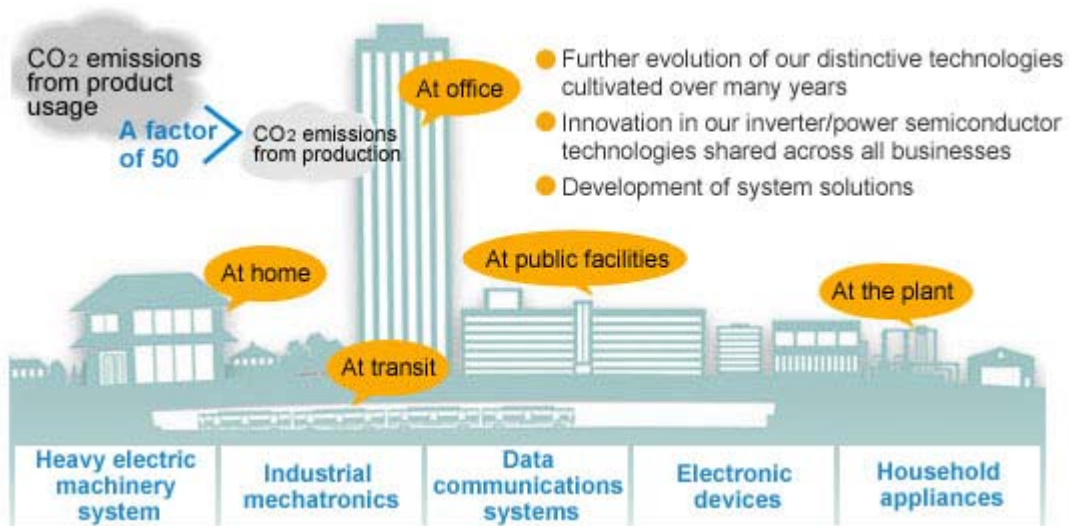 CO2 emissions
from product
usage
A factor
of 50
CO2 emissions
from production
At office
Further evolution of our distinctive technologies
cultivated over many years
Innovation in our inverter/power semiconductor
technologies shared across all businesses
Development of system solutions
At home
At public facilities
At the plant
At transit
Heavy electric
machinery
system
Industrial
mechatronics
Data
communications
systems
Electronic
devices
Household
appliances